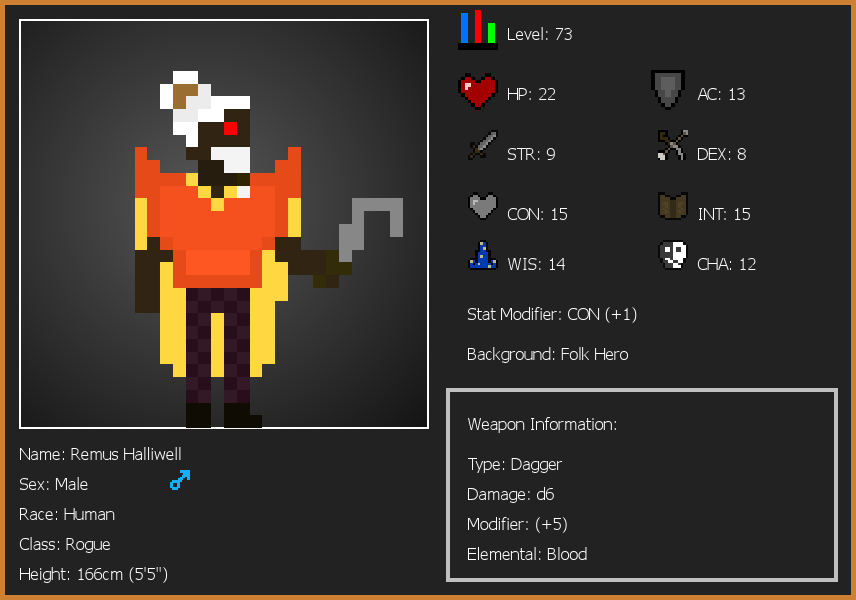 Level: 73
HP: 22
AC: 13
STR: 9
DEX: 8
CON: 15
INT: 15
WIS: 14
CHA: 12
Stat Modifier: CON (+1)
Background: Folk Hero
Weapon Information:
Type: Dagger
Damage: d6
Modifier: (+5)
Elemental: Blood
Name: Remus Halliwell
Sex: Male
Race: Human
Class: Rogue
Height: 166cm (5'5")